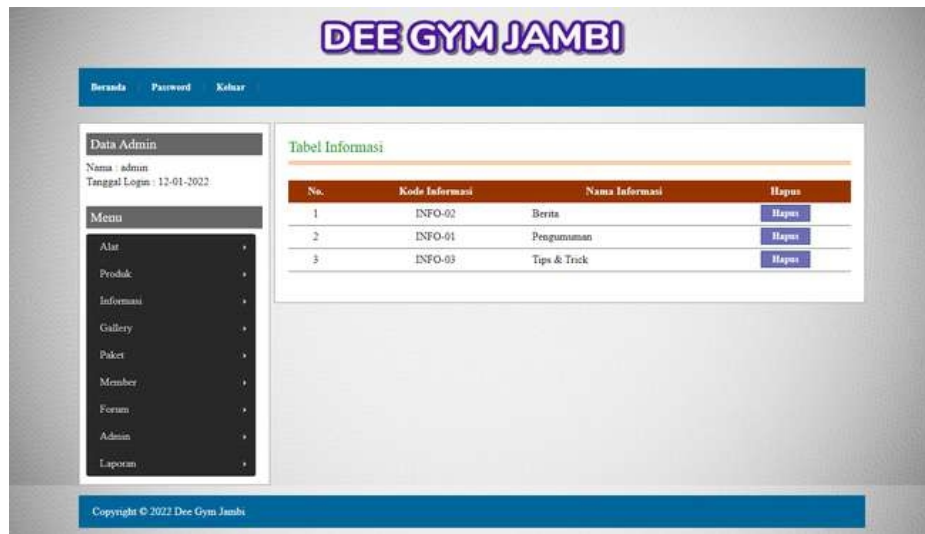 DEE GYM JAMBI
Beranda Password Keluar
Data Admin
Nama : admin
Tanggal Login : 12-01-2022
Menu
Alat
Produk
Informasi
Gallery
Paket
Member
Forum
Admin
Laporan
Tabel Informasi
No. Kode Informasi Nama Informasi Hapus
1 INFO-02 Berita Hapus
2 INFO-01 Pengumuman Hapus
3 INFO-03 Tips & Trick Hapus
Copyright © 2022 Dee Gym Jambi